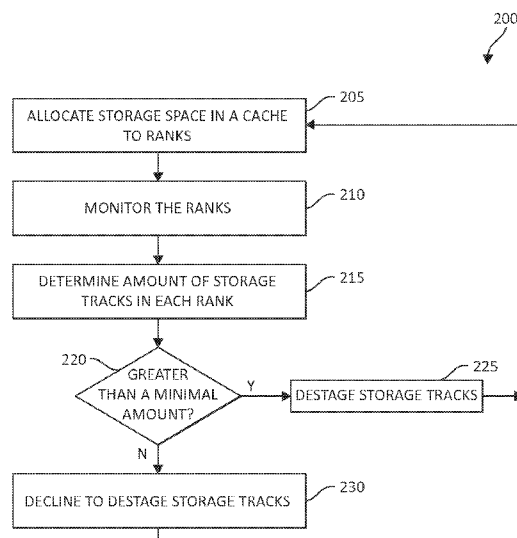 200
205
ALLOCATE STORAGE SPACE IN A CACHE
TO RANKS
210
MONITOR THE RANKS
215
DETERMINE AMOUNT OF STORAGE
TRACKS IN EACH RANK
220
GREATER
THAN A MINIMAL
AMOUNT?
Y
225
DESTAGE STORAGE TRACKS
N
230
DECLINE TO DESTAGE STORAGE TRACKS